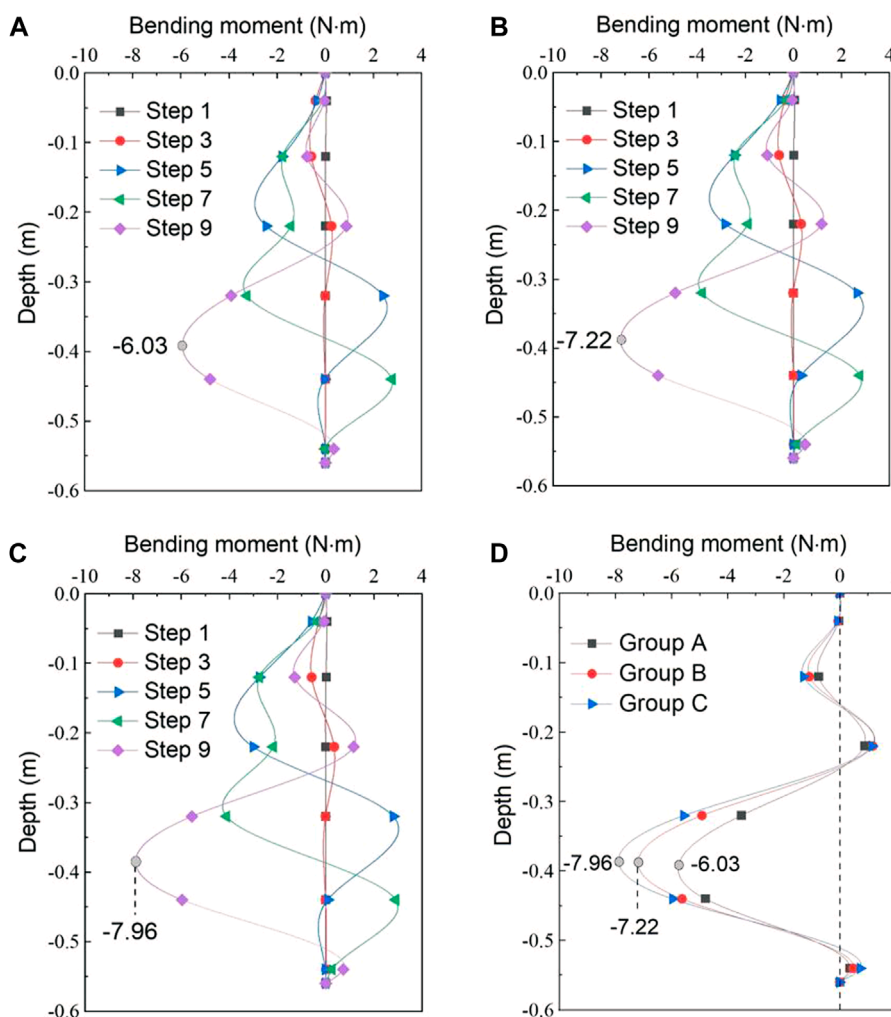 A
Bending moment (N·m)
-10 -8 -6 -4 -2 0 2 4
0.0
-0.1
-0.2
-0.3
-0.4
-0.5
-0.6
Depth (m)
Step 1
Step 3
Step 5
Step 7
Step 9
-6.03
B
Bending moment (N·m)
-10 -8 -6 -4 -2 0 2 4
0.0
-0.1
-0.2
-0.3
-0.4
-0.5
-0.6
Depth (m)
Step 1
Step 3
Step 5
Step 7
Step 9
-7.22
C
Bending moment (N·m)
-10 -8 -6 -4 -2 0 2 4
0.0
-0.1
-0.2
-0.3
-0.4
-0.5
-0.6
Depth (m)
Step 1
Step 3
Step 5
Step 7
Step 9
-7.96
D
Bending moment (N·m)
-10 -8 -6 -4 -2 0
0.0
-0.1
-0.2
-0.3
-0.4
-0.5
-0.6
Depth (m)
Group A
Group B
Group C
-7.96
-6.03
-7.22